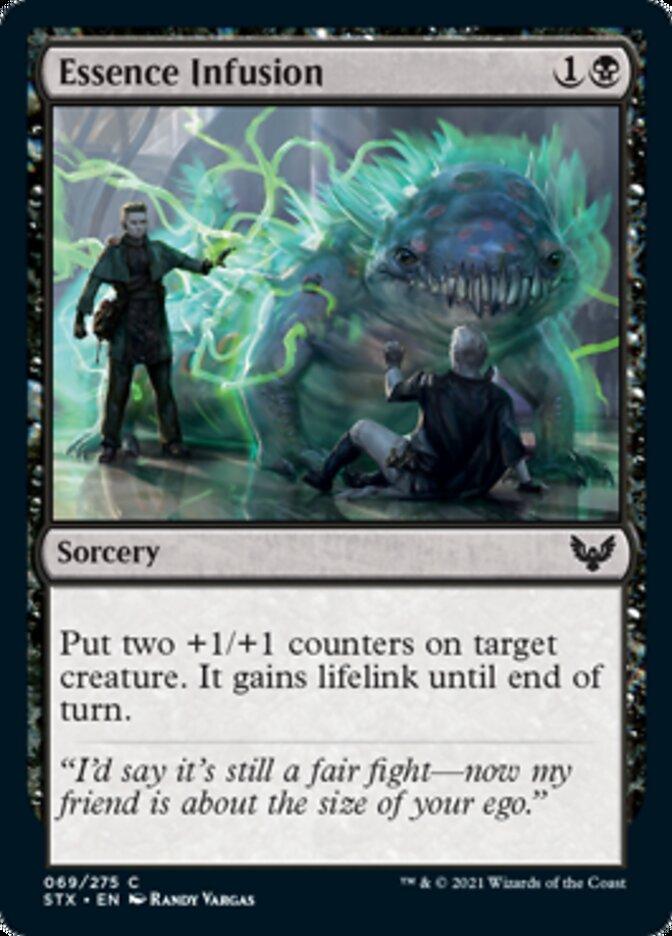 Essence Infusion
1
Sorcery
Put two +1/+1 counters on target
creature. It gains lifelink until end of
turn.
“I’d say it’s still a fair fight—now my
friend is about the size of your ego.”
069/275 C
™ & © 2021 Wizards of the Coast
STX • EN Randy Vargas